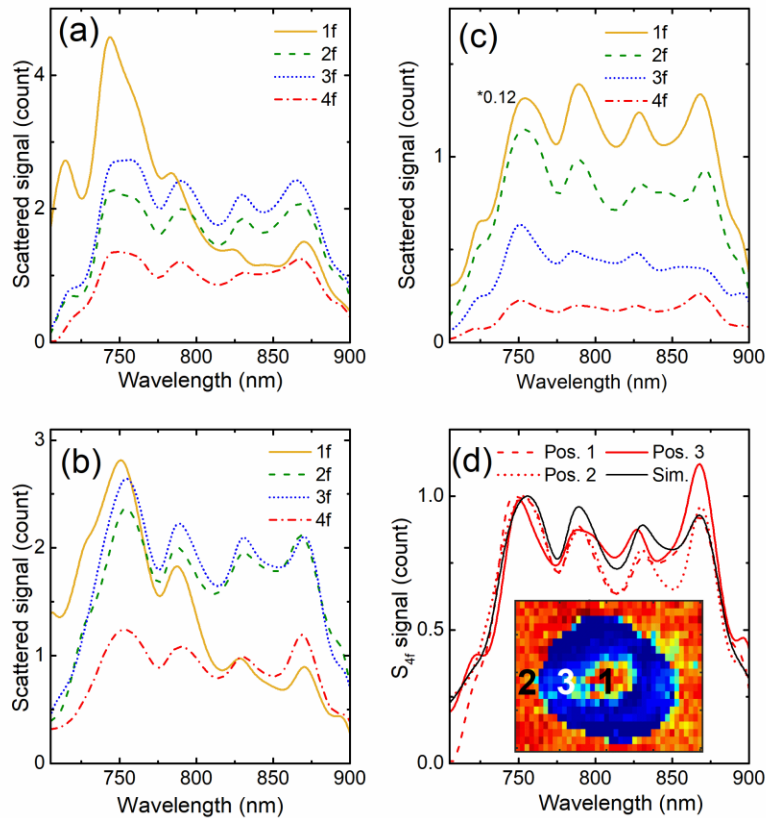 (a)
1f
2f
3f
4f
Scattered signal (count)
4
2
0
750 800 850 900
Wavelength (nm)
(c)
1f
2f
3f
4f
*0.12
Scattered signal (count)
1
0
750 800 850 900
Wavelength (nm)
(b)
1f
2f
3f
4f
Scattered signal (count)
3
2
1
0
750 800 850 900
Wavelength (nm)
(d)
Pos. 1 Pos. 3
Pos. 2 Sim.
S4f signal (count)
1.0
0.5
0.0
2 3 1
750 800 850 900
Wavelength (nm)